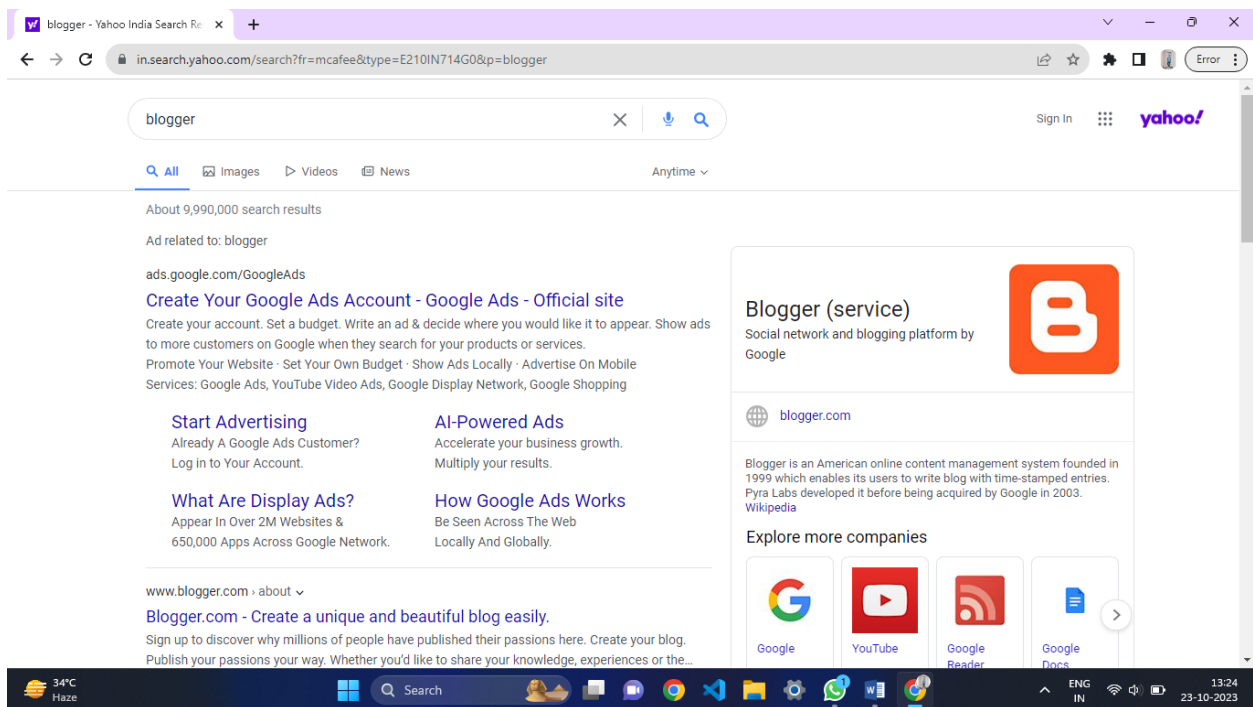 blogger - Yahoo India Search Re
in.search.yahoo.com/search?fr=mcafee&type=E210IN714G0&p=blogger
Error
blogger
Sign In
yahoo!
All
Images
Videos
News
Anytime
About 9,990,000 search results
Ad related to: blogger
ads.google.com/GoogleAds
Create Your Google Ads Account - Google Ads - Official site
Create your account. Set a budget. Write an ad & decide where you would like it to appear. Show ads
to more customers on Google when they search for your products or services.
Promote Your Website · Set Your Own Budget · Show Ads Locally · Advertise On Mobile
Services: Google Ads, YouTube Video Ads, Google Display Network, Google Shopping
Start Advertising
Already A Google Ads Customer?
Log in to Your Account.
AI-Powered Ads
Accelerate your business growth.
Multiply your results.
What Are Display Ads?
Appear In Over 2M Websites &
650,000 Apps Across Google Network.
How Google Ads Works
Be Seen Across The Web
Locally And Globally.
www.blogger.com › about
Blogger.com - Create a unique and beautiful blog easily.
Sign up to discover why millions of people have published their passions here. Create your blog.
Publish your passions your way. Whether you'd like to share your knowledge, experiences or the…
Blogger (service)
Social network and blogging platform by
Google
blogger.com
Blogger is an American online content management system founded in
1999 which enables its users to write blog with time-stamped entries.
Pyra Labs developed it before being acquired by Google in 2003.
Wikipedia
Explore more companies
Google
YouTube
Google
Reader
Google
Docs
34°C
Haze
Search
1
ENG
IN
13:24
23-10-2023